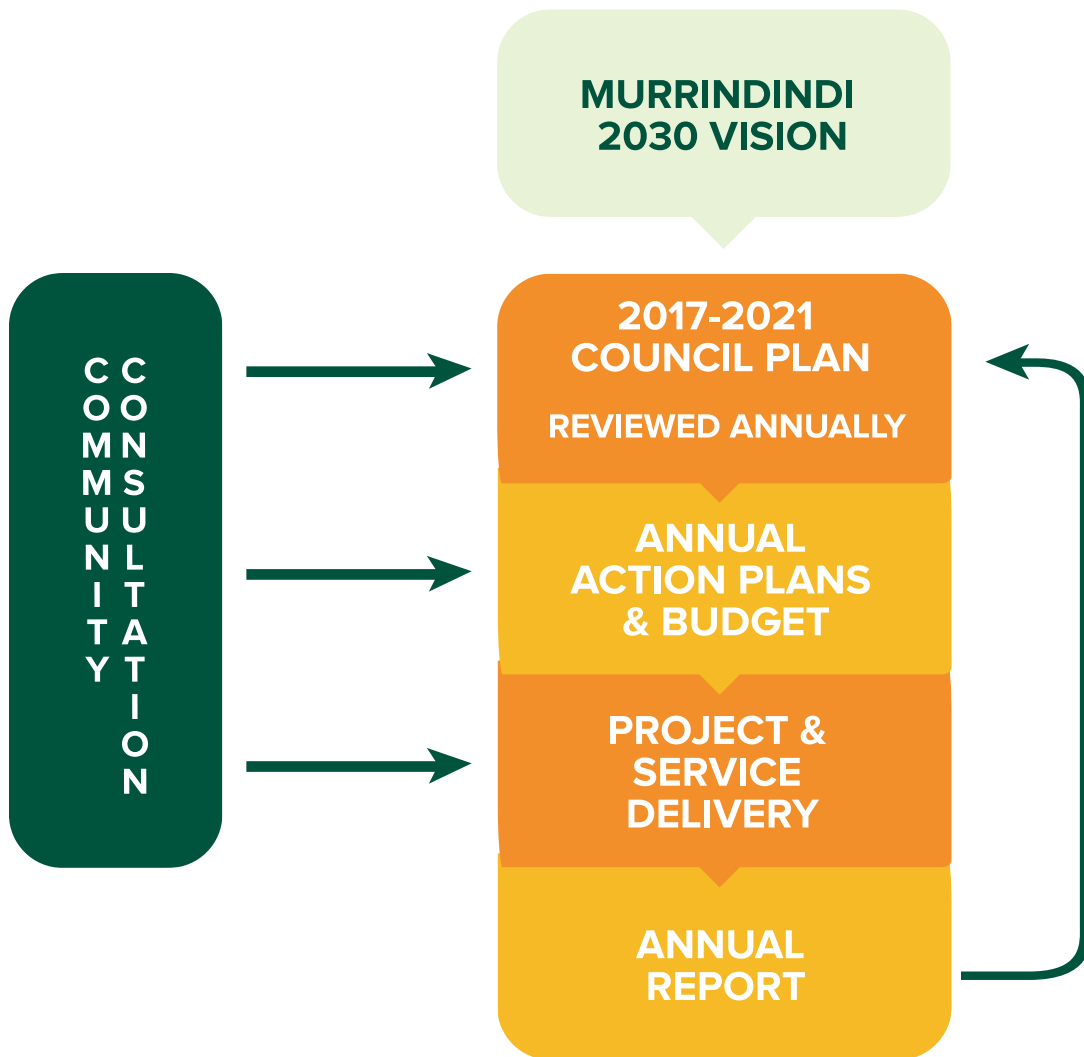 MURRINDINDI
2030 VISION
COMMUNITY
CONSULTATION
2017-2021
COUNCIL PLAN
REVIEWED ANNUALLY
ANNUAL
ACTION PLANS
& BUDGET
PROJECT &
SERVICE
DELIVERY
ANNUAL
REPORT